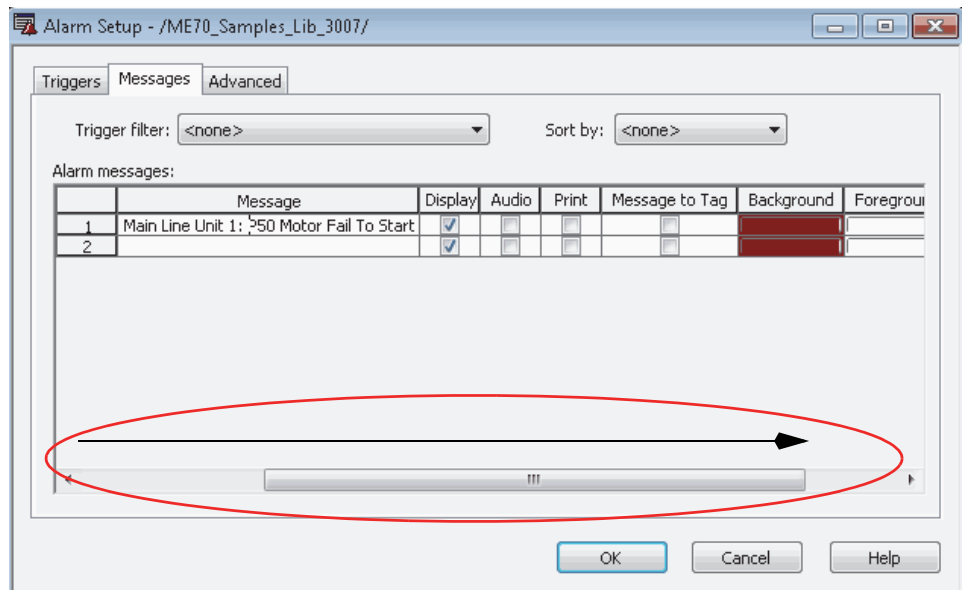 Alarm Setup - /ME70_Samples_Lib_3007/
Triggers Messages Advanced
Trigger filter: <none> Sort by: <none>
Alarm messages:
Message Display Audio Print Message to Tag Background Foregrour
1 Main Line Unit 1: P50 Motor Fail To Start
2
OK Cancel Help